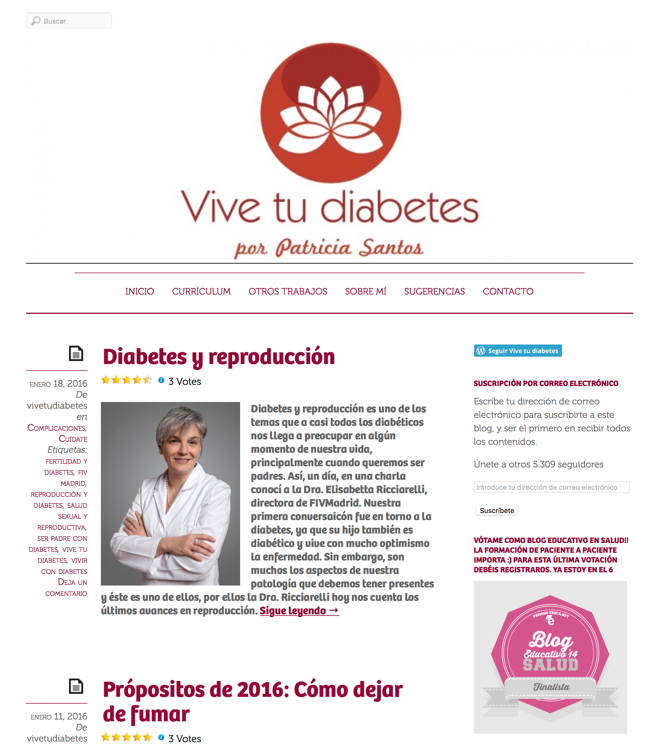 Buscar
Vive tu diabetes
por Patricia Santos
INICIO CURRÍCULUM OTROS TRABAJOS SOBRE MÍ SUGERENCIAS CONTACTO
ENERO 18, 2016
De
vivetudiabetes
en
COMPLICACIONES,
CUÍDATE
Etiquetas:
FERTILIDAD Y
DIABETES, FIV
MADRID,
REPRODUCCIÓN Y
DIABETES, SALUD
SEXUAL Y
REPRODUCTIVA,
SER PADRE CON
DIABETES, VIVE TU
DIABETES, VIVIR
CON DIABETES
DEJA UN
COMENTARIO
Diabetes y reproducción
3 Votes
Diabetes y reproducción es uno de los
temas que a casi todos los diabéticos
nos llega a preocupar en algún
momento de nuestra vida,
principalmente cuando queremos ser
padres. Así, un día, en una charla
conocí a la Dra. Elisabetta Ricciarelli,
directora de FIVMadrid. Nuestra
primera conversaicón fue en torno a la
diabetes, ya que su hijo también es
diabético y vive con mucho optimismo
la enfermedad. Sin embargo, son
muchos los aspectos de nuestra
patología que debemos tener presentes
y éste es uno de ellos, por ellos la Dra. Ricciarelli hoy nos cuenta los
últimos avances en reproducción. Sigue leyendo →
ENERO 11, 2016
De
vivetudiabetes
Própositos de 2016: Cómo dejar
de fumar
3 Votes
Seguir Vive tu diabetes
SUSCRIPCIÓN POR CORREO ELECTRÓNICO
Escribe tu dirección de correo
electrónico para suscribirte a este
blog, y ser el primero en recibir todos
los contenidos.
Únete a otros 5.309 seguidores
Introduce tu dirección de correo electrónico
Suscríbete
VÓTAME COMO BLOG EDUCATIVO EN SALUD!!
LA FORMACIÓN DE PACIENTE A PACIENTE
IMPORTA :) PARA ESTA ÚLTIMA VOTACIÓN
DEBÉIS REGISTRAROS. YA ESTOY EN EL 6
Blog
Educativo'14
SALUD
Finalista